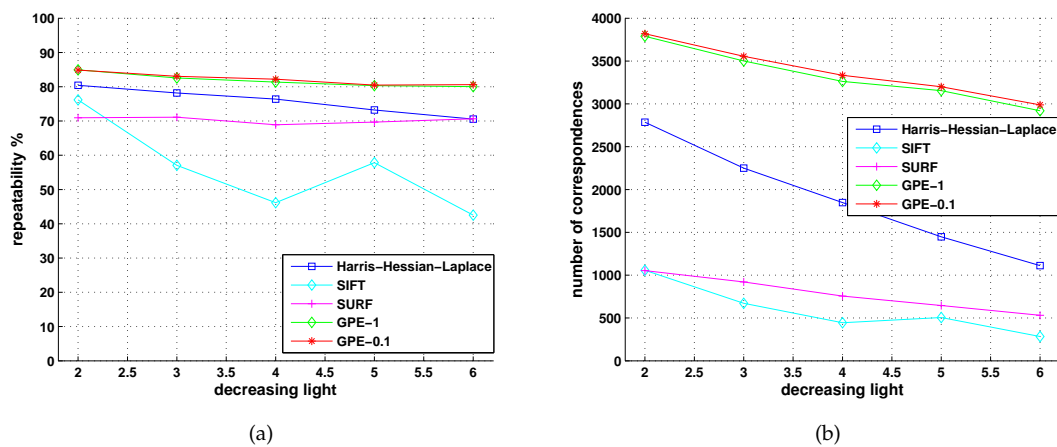 100
90
80
70
60
50
40
30
20
10
0
repeatability %
2 2.5 3 3.5 4 4.5 5 5.5 6
decreasing light
Harris−Hessian−Laplace
SIFT
SURF
GPE−1
GPE−0.1
(a)
4000
3500
3000
2500
2000
1500
1000
500
0
number of correspondences
2 2.5 3 3.5 4 4.5 5 5.5 6
decreasing light
Harris−Hessian−Laplace
SIFT
SURF
GPE−1
GPE−0.1
(b)